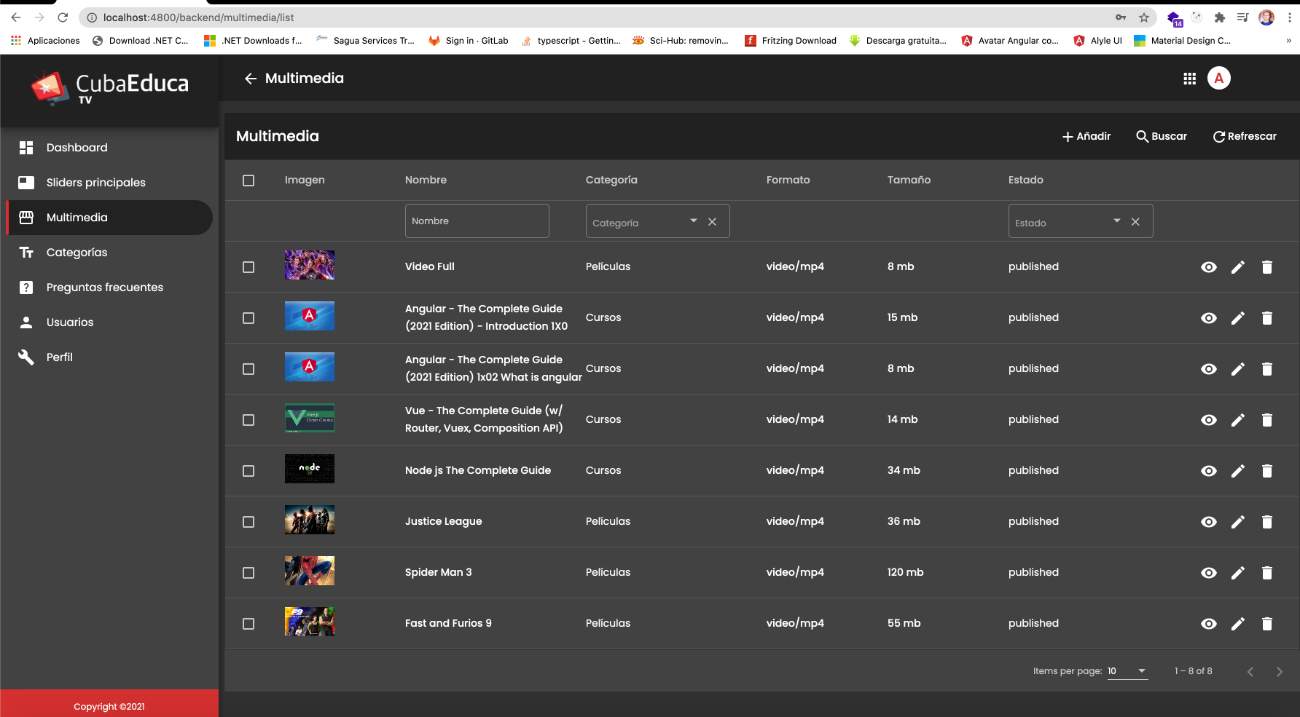 localhost:4800/backend/multimedia/list
14
Aplicaciones
Download .NET C...
.NET Downloads f...
Sagua Services Tr...
Sign in · GitLab
typescript - Gettin...
Sci-Hub: removin...
Fritzing Download
Descarga gratuita...
Avatar Angular co...
Alyle UI
Material Design C...
»
CubaEduca
TV
Multimedia
A
Dashboard
Sliders principales
Multimedia
Categorías
Preguntas frecuentes
Usuarios
Perfil
Copyright ©2021
Multimedia
Añadir
Buscar
Refrescar
Imagen Nombre Categoría Formato Tamaño Estado
Nombre Categoría Estado
Video Full Películas video/mp4 8 mb published
Angular - The Complete Guide
(2021 Edition) - Introduction 1X0 Cursos video/mp4 15 mb published
Angular - The Complete Guide
(2021 Edition) 1x02 What is angular Cursos video/mp4 8 mb published
Vue - The Complete Guide (w/
Router, Vuex, Composition API) Cursos video/mp4 14 mb published
node
Node js The Complete Guide Cursos video/mp4 34 mb published
Justice League Películas video/mp4 36 mb published
Spider Man 3 Películas video/mp4 120 mb published
Fast and Furios 9 Películas video/mp4 55 mb published
Items per page: 10 1 – 8 of 8